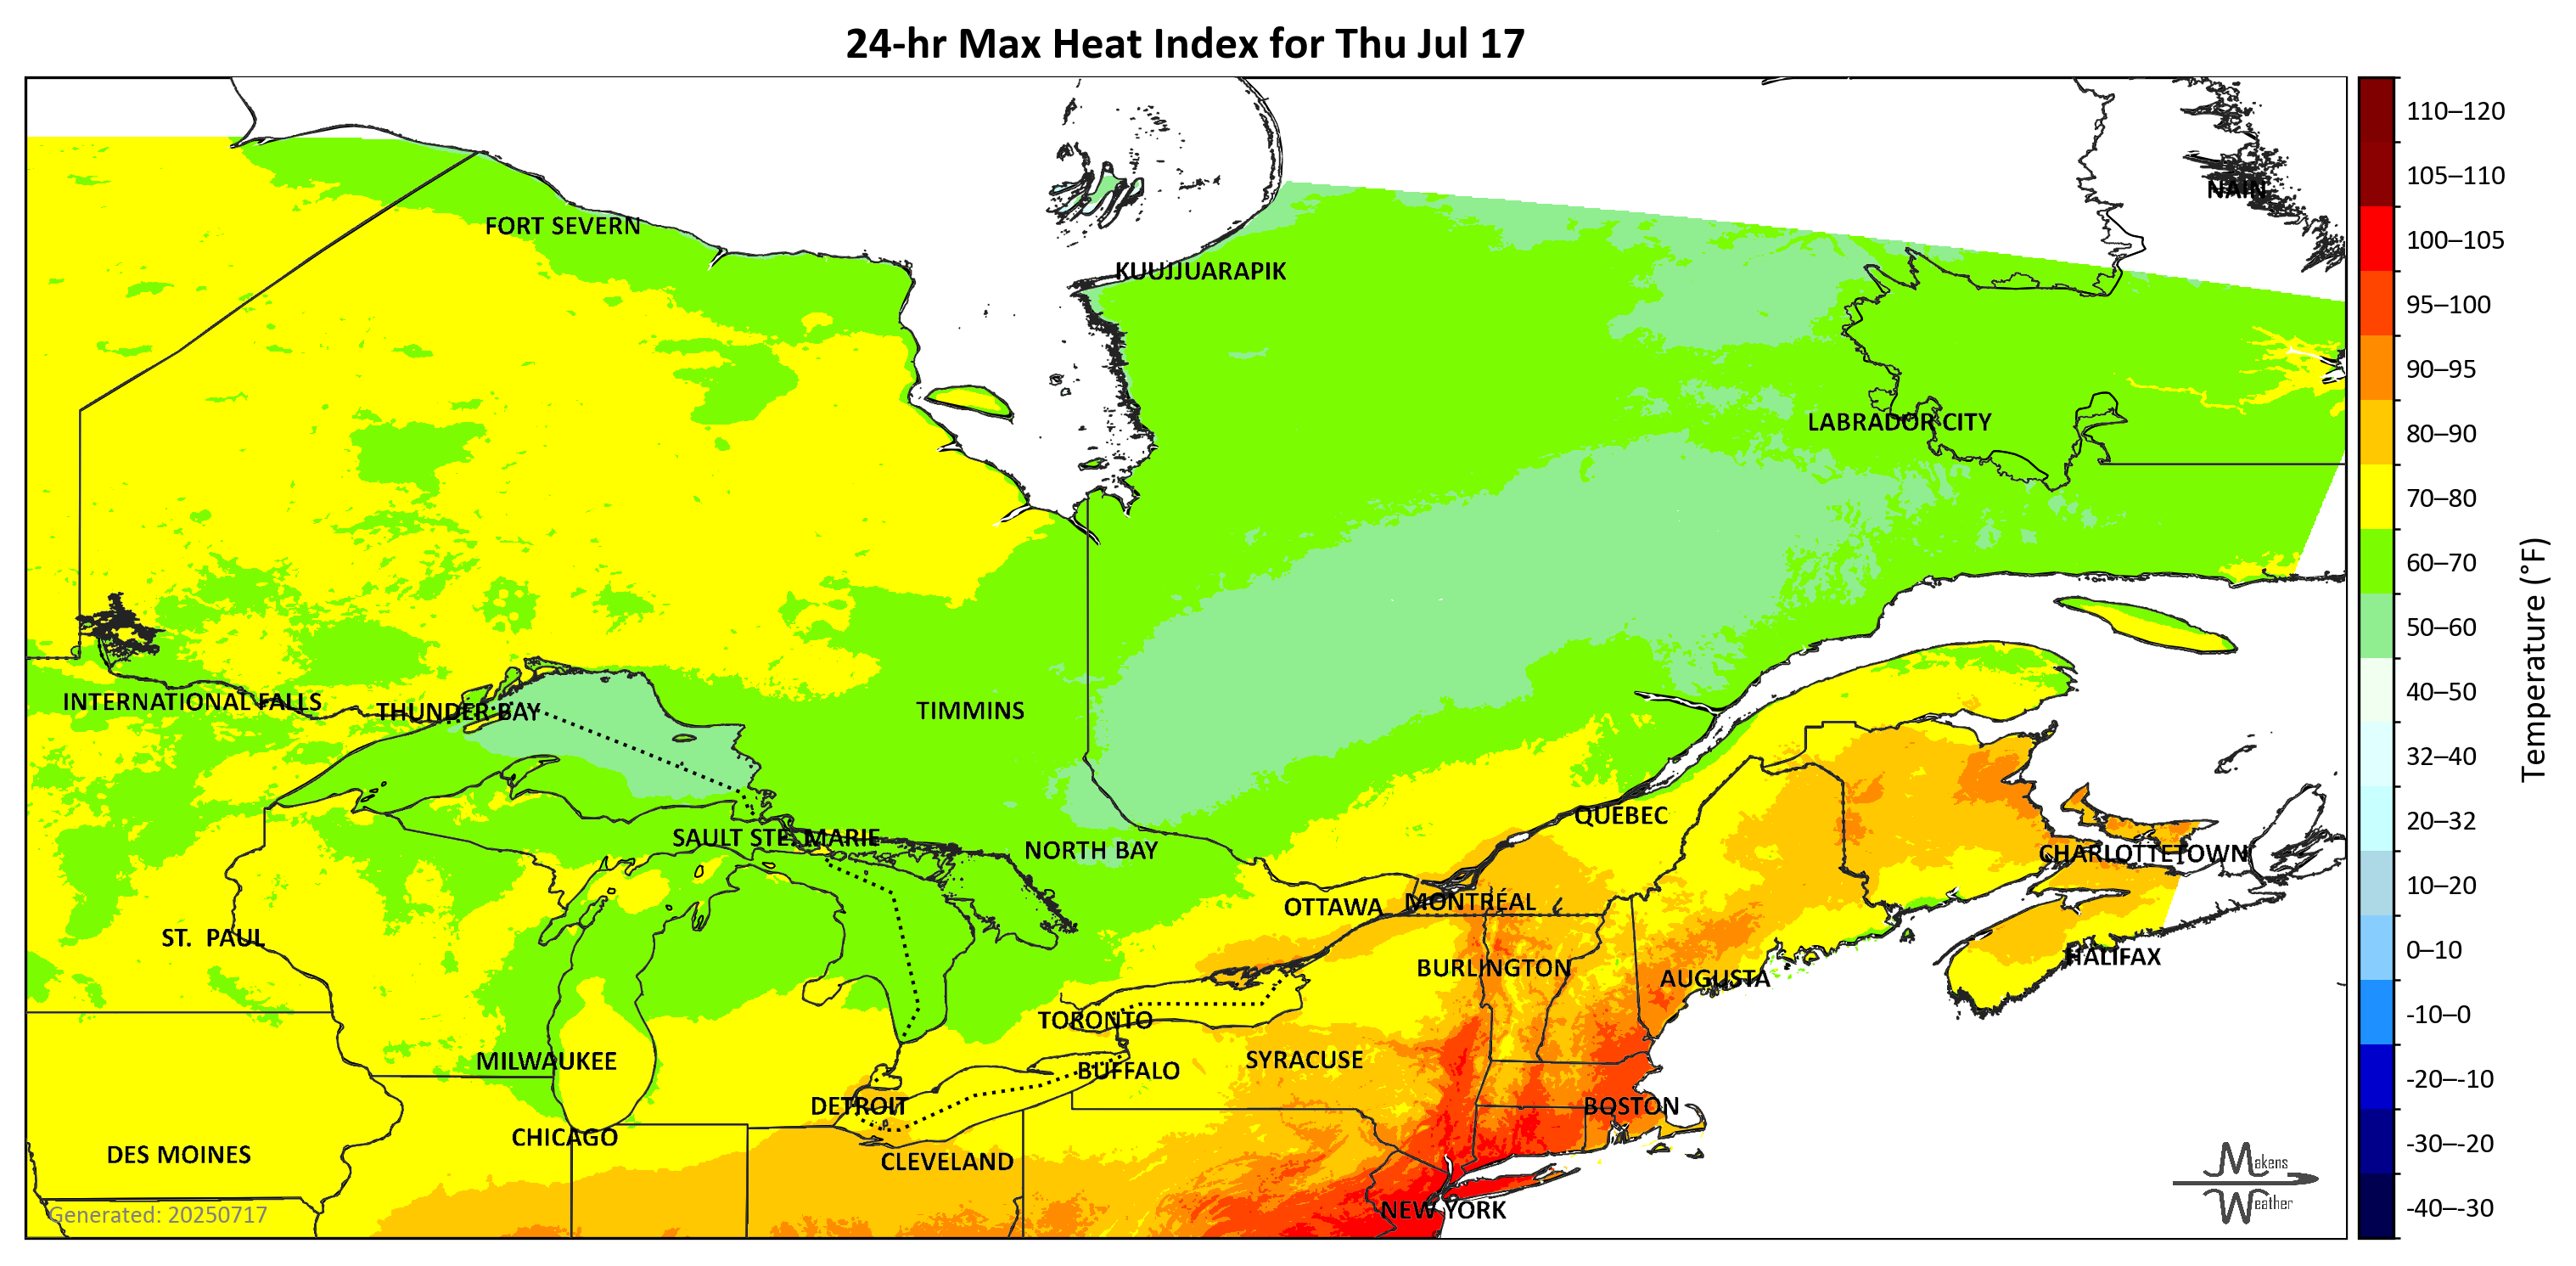 24-hr Max Heat Index for Thu Jul 17
FORT SEVERN
KUUJJUARAPIK
NAIN
LABRADOR CITY
INTERNATIONAL FALLS
THUNDER BAY
TIMMINS
SAULT STE. MARIE
NORTH BAY
QUÉBEC
CHARLOTTETOWN
OTTAWA
MONTRÉAL
ST. PAUL
BURLINGTON
AUGUSTA
HALIFAX
TORONTO
MILWAUKEE
BUFFALO
SYRACUSE
DETROIT
BOSTON
CHICAGO
DES MOINES
CLEVELAND
NEW YORK
Generated: 20250717
Makens
Weather
110–120
105–110
100–105
95–100
90–95
80–90
70–80
60–70
50–60
40–50
32–40
20–32
10–20
0–10
-10–0
-20–-10
-30–-20
-40–-30
Temperature (°F)